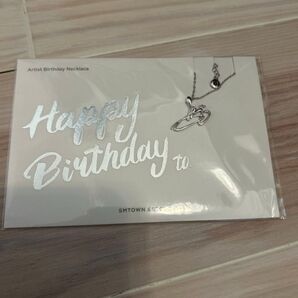 Artist Birthday Necklace
Happy
Birthday to
SMTOWN &